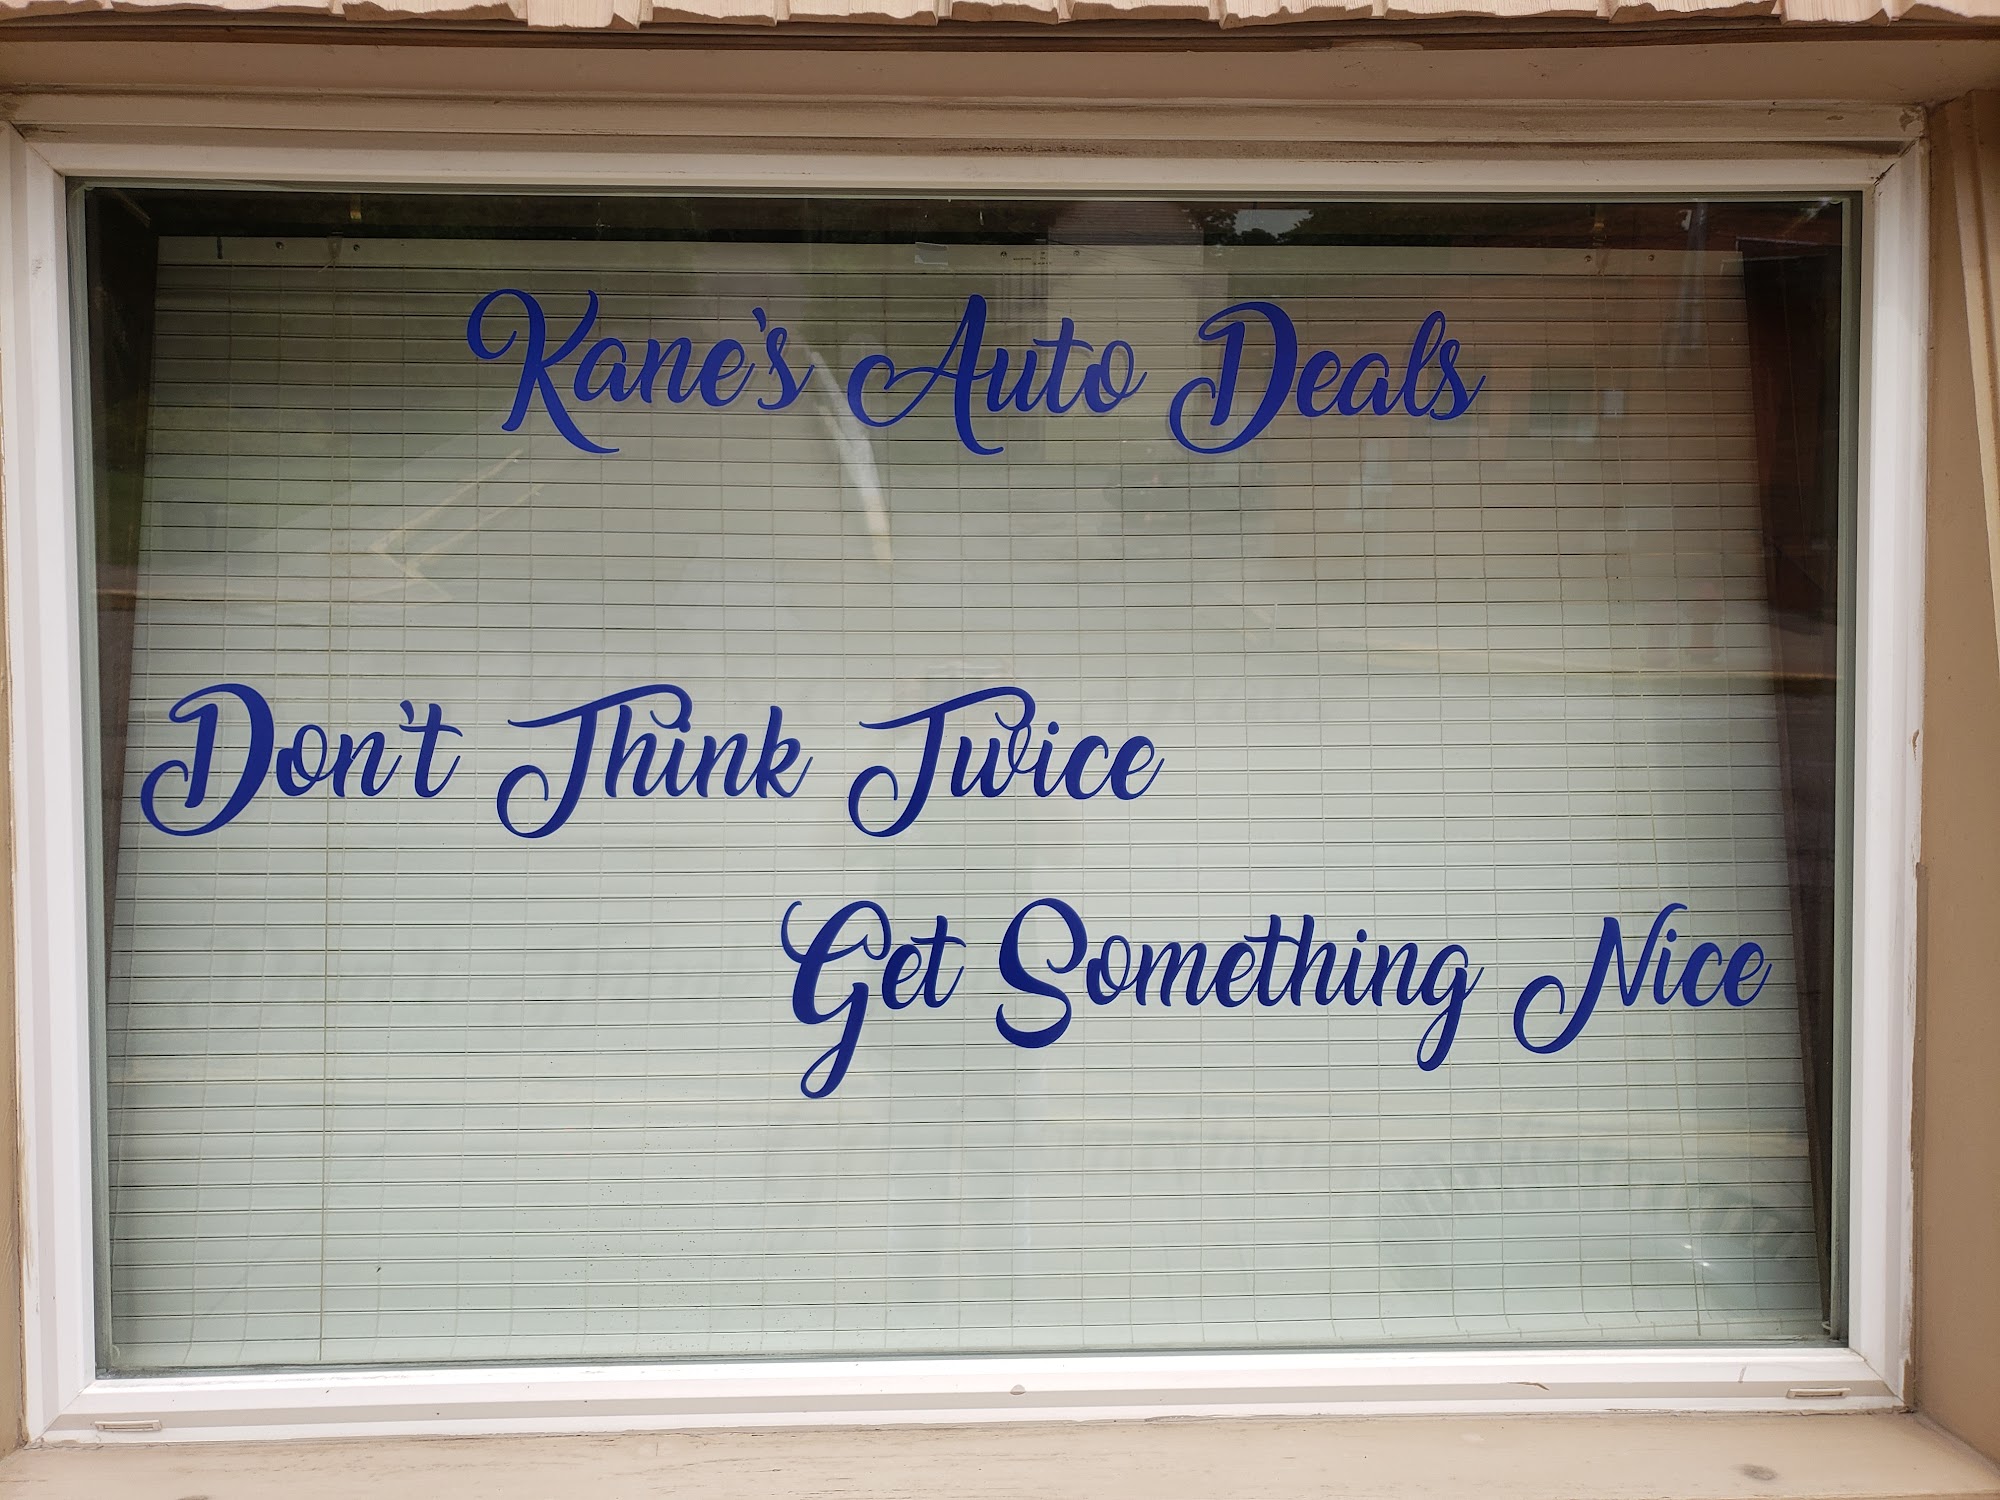 Kane's Auto Deals
Don't Think Twice
Get Something Nice